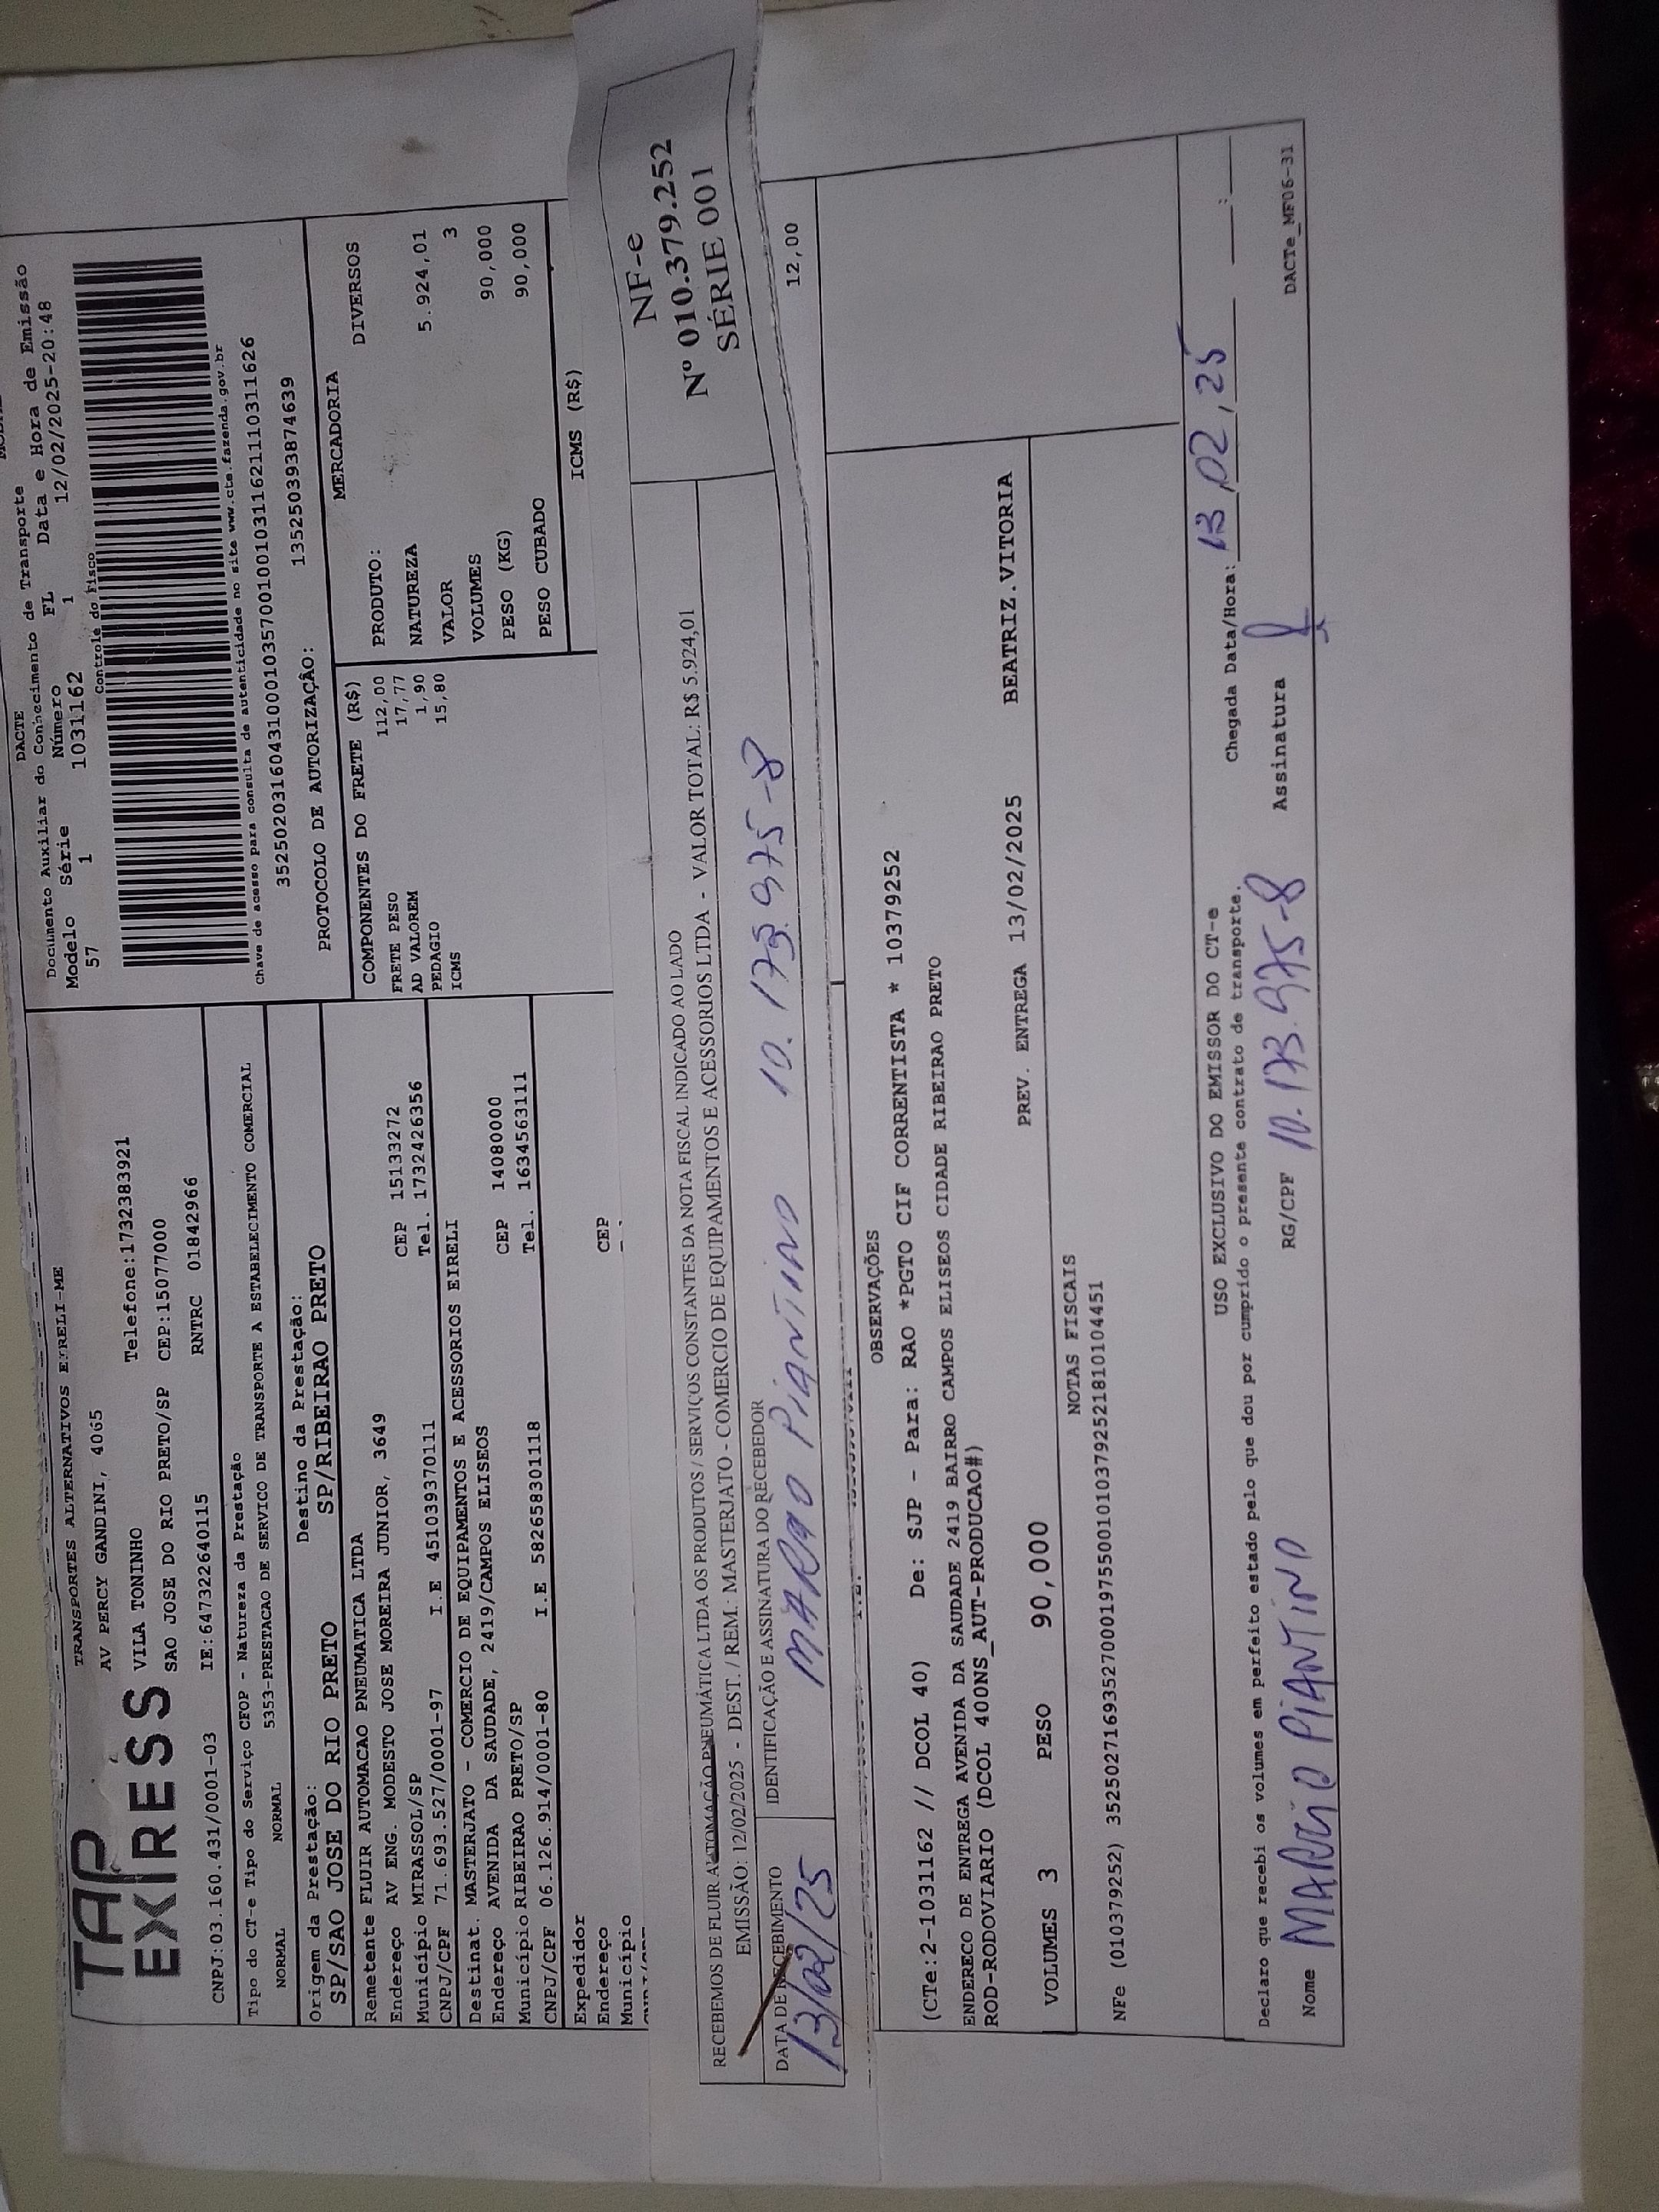 TAP
EXPRESS
TRANSPORTES ALTERNATIVOS EIRELI-ME
AV PERCY GANDINI, 4065
VILA TONINHO Telefone:1732383921
SAO JOSE DO RIO PRETO/SP CEP:15077000
CNPJ:03.160.431/0001-03 IE:647322640115 RNTRC 01842966
DACTE
Documento Auxiliar do Conhecimento de Transporte
Modelo Série Número FL Data e Hora de Emissão
57 1 1031162 1 12/02/2025-20:48
Controle do Fisco
Chave de acesso para consulta de autenticidade no site www.cte.fazenda.gov.br
PROTOCOLO DE AUTORIZAÇÃO: 135250393874639
Tipo do CT-e Tipo do Serviço CFOP - Natureza da Prestação
NORMAL NORMAL 5353-PRESTACAO DE SERVICO DE TRANSPORTE A ESTABELECIMENTO COMERCIAL
Origem da Prestação: Destino da Prestação:
SP/SAO JOSE DO RIO PRETO SP/RIBEIRAO PRETO
Remetente FLUIR AUTOMACAO PNEUMATICA LTDA
Endereço AV ENG. MODESTO JOSE MOREIRA JUNIOR, 3649
Município MIRASSOL/SP CEP 15133272
CNPJ/CPF 71.693.527/0001-97 I.E 451039370111 Tel. 1732426356
Destinat. MASTERJATO - COMERCIO DE EQUIPAMENTOS E ACESSORIOS EIRELI
Endereço AVENIDA DA SAUDADE, 2419/CAMPOS ELISEOS
Município RIBEIRAO PRETO/SP CEP 14080000
CNPJ/CPF 06.126.914/0001-80 I.E 582658301118 Tel. 1634563111
Expedidor
Endereço
Município CEP
COMPONENTES DO FRETE (R$)
FRETE PESO 112,00
AD VALOREM 17,77
PEDAGIO 1,90
ICMS 15,80
MERCADORIA
PRODUTO: DIVERSOS
NATUREZA
VALOR 5.924,01
VOLUMES 3
PESO (KG) 90,000
PESO CUBADO 90,000
ICMS (R$)
RECEBEMOS DE FLUIR AUTOMAÇÃO PNEUMÁTICA LTDA OS PRODUTOS / SERVIÇOS CONSTANTES DA NOTA FISCAL INDICADO AO LADO
EMISSÃO: 12/02/2025 - DEST. / REM.: MASTERJATO - COMERCIO DE EQUIPAMENTOS E ACESSORIOS LTDA - VALOR TOTAL: R$ 5.924,01
DATA DE RECEBIMENTO IDENTIFICAÇÃO E ASSINATURA DO RECEBEDOR
13/02/25 MARCIO PIANTINO 10.173.975-8
NF-e
Nº 010.379.252
SÉRIE 001
12,00
OBSERVAÇÕES
(CTe:2-1031162 // DCOL 40) De: SJP - Para: RAO *PGTO CIF CORRENTISTA * 10379252
ENDERECO DE ENTREGA AVENIDA DA SAUDADE 2419 BAIRRO CAMPOS ELISEOS CIDADE RIBEIRAO PRETO
ROD-RODOVIARIO (DCOL 400NS_AUT-PRODUCAO#)
VOLUMES 3 PESO 90,000 PREV. ENTREGA 13/02/2025 BEATRIZ.VITORIA
NOTAS FISCAIS
NFe (010379252) 35250271693527000197550010103792521810104451
USO EXCLUSIVO DO EMISSOR DO CT-e
Declaro que recebi os volumes em perfeito estado pelo que dou por cumprido o presente contrato de transporte.
Chegada Data/Hora: 13/02/25
Nome MARCIO PIANTINO RG/CPF 10.173.975-8 Assinatura
DACTe_MF06-31